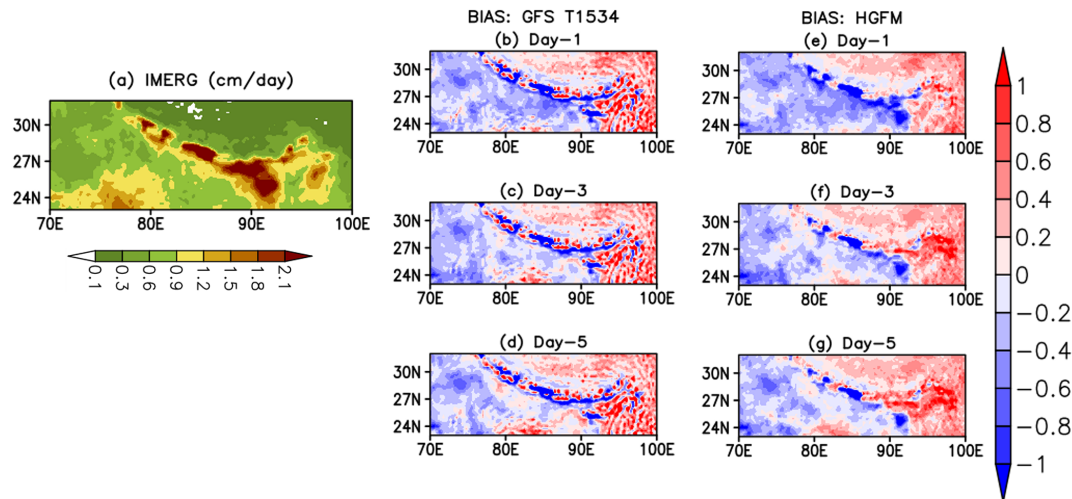 BIAS: GFS T1534
BIAS: HGFM
(a) IMERG (cm/day)
30N
27N
24N
70E 80E 90E 100E
0.1 0.3 0.6 0.9 1.2 1.5 1.8 2.1
(b) Day-1
30N
27N
24N
70E 80E 90E 100E
(c) Day-3
30N
27N
24N
70E 80E 90E 100E
(d) Day-5
30N
27N
24N
70E 80E 90E 100E
(e) Day-1
30N
27N
24N
70E 80E 90E 100E
(f) Day-3
30N
27N
24N
70E 80E 90E 100E
(g) Day-5
30N
27N
24N
70E 80E 90E 100E
1
0.8
0.6
0.4
0.2
0
-0.2
-0.4
-0.6
-0.8
-1